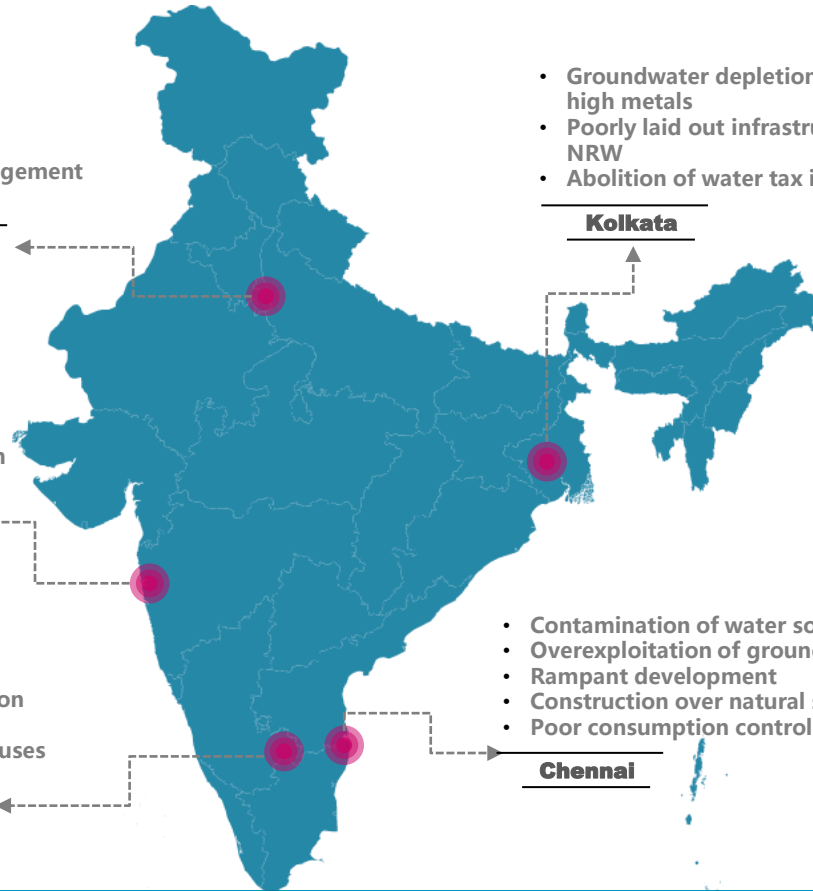 • Groundwater depletion
high metals
• Poorly laid out infrastru
NRW
• Abolition of water tax i
Kolkata
gement
n
on
uses
• Contamination of water so
• Overexploitation of ground
• Rampant development
• Construction over natural s
• Poor consumption control
Chennai